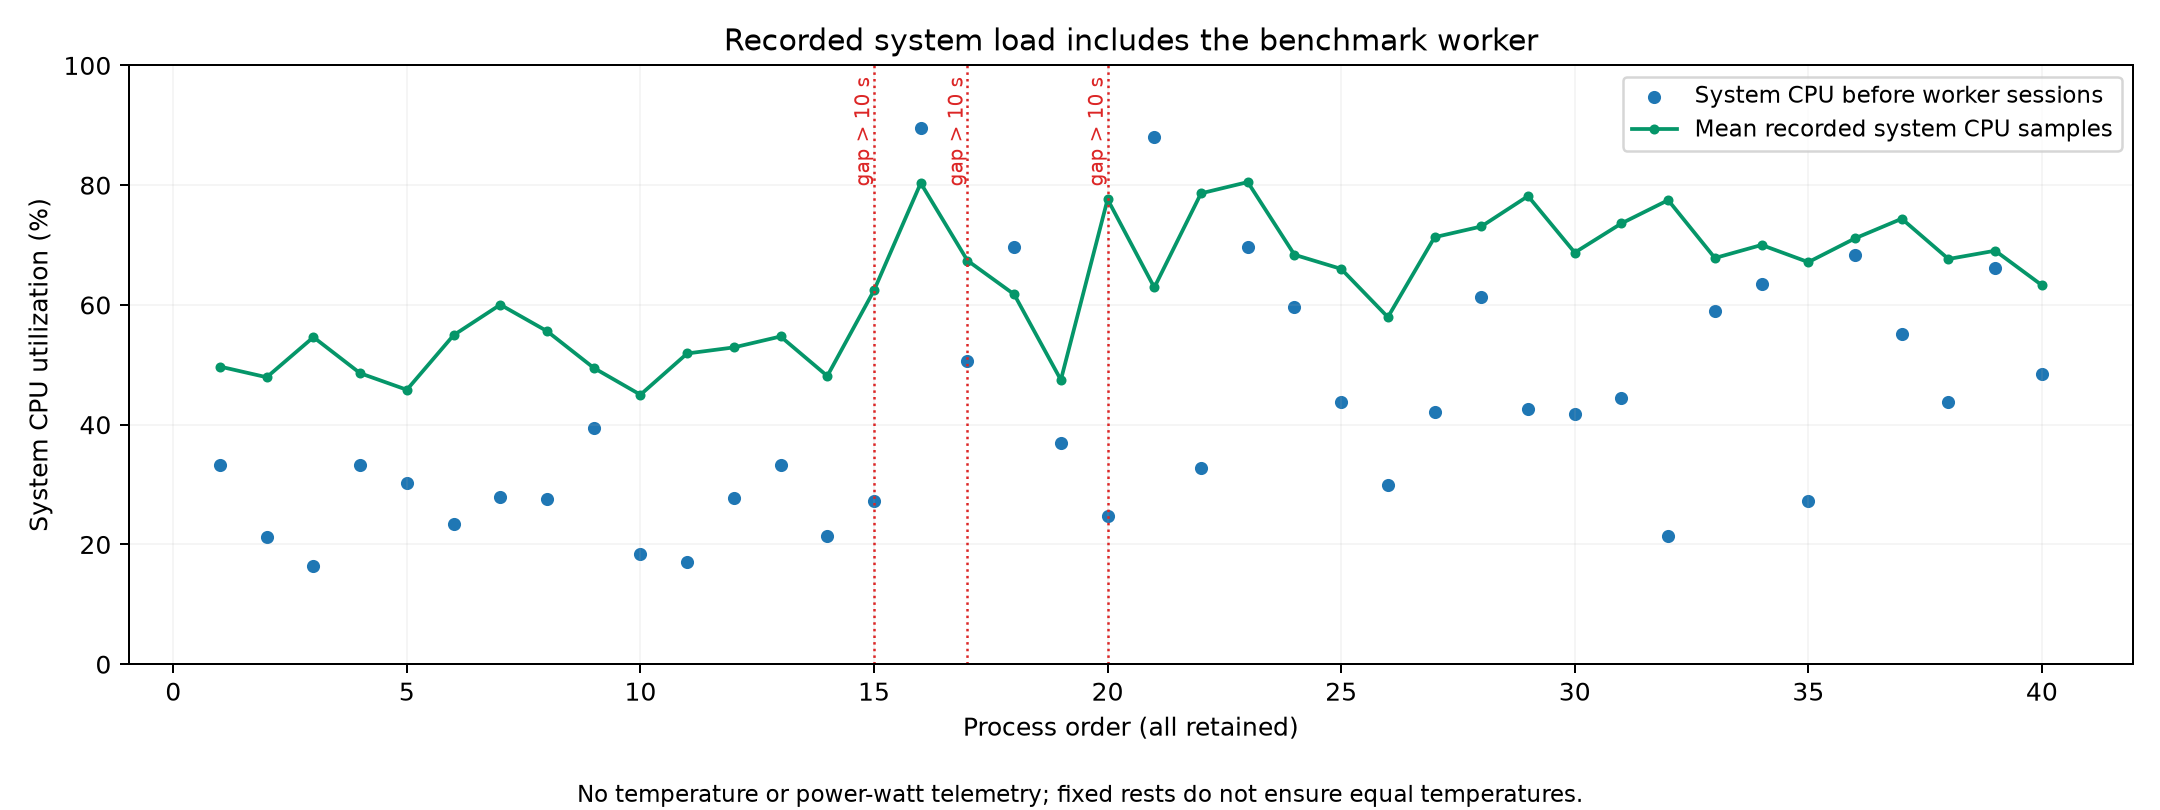 Recorded system load includes the benchmark worker
System CPU utilization (%)
100
80
60
40
20
0
gap > 10 s
gap > 10 s
gap > 10 s
System CPU before worker sessions
Mean recorded system CPU samples
0 5 10 15 20 25 30 35 40
Process order (all retained)
No temperature or power-watt telemetry; fixed rests do not ensure equal temperatures.